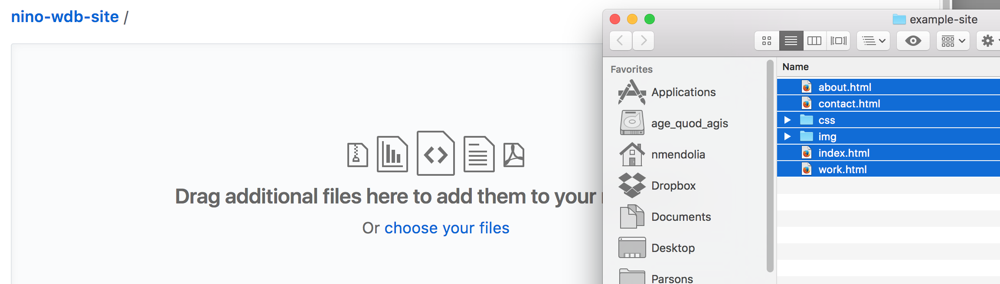 nino-wdb-site /
Drag additional files here to add them to your
Or choose your files
example-site
Favorites
Applications
age_quod_agis
nmendolia
Dropbox
Documents
Desktop
Parsons
Name
about.html
contact.html
css
img
index.html
work.html